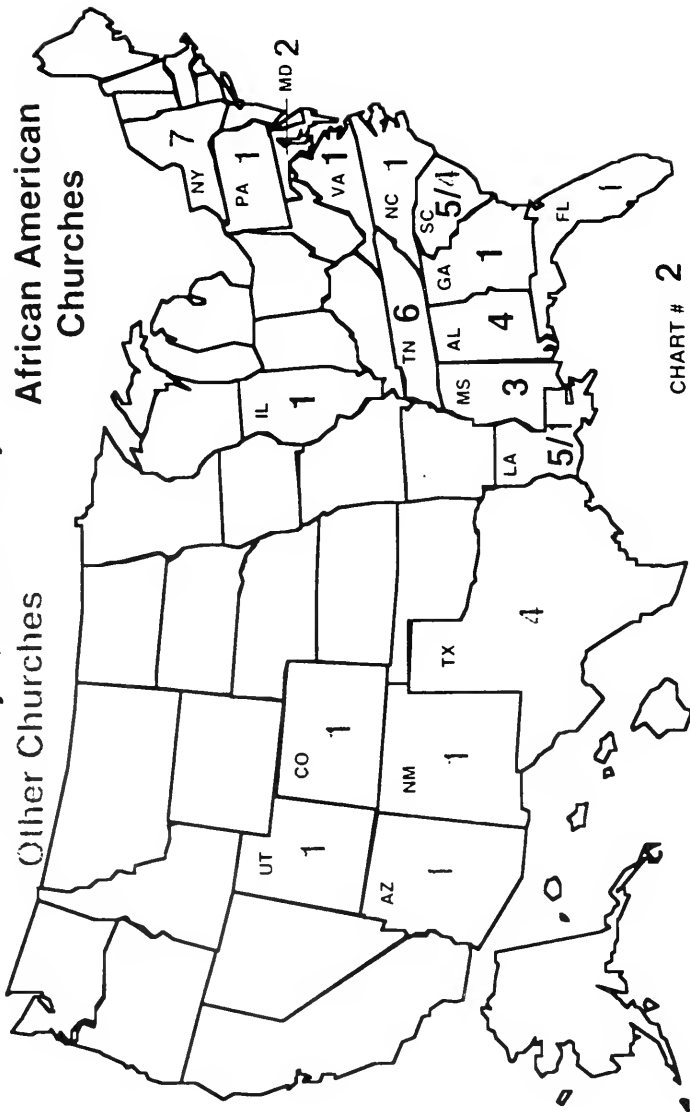 Other Churches
African American
Churches
NY 7
PA 1
MD 2
VA 1
NC 1
SC 5/4
GA 1
FL 1
TN 6
AL 4
MS 3
LA 5/1
IL 1
TX 4
CO 1
NM 1
UT 1
AZ 1
CHART # 2